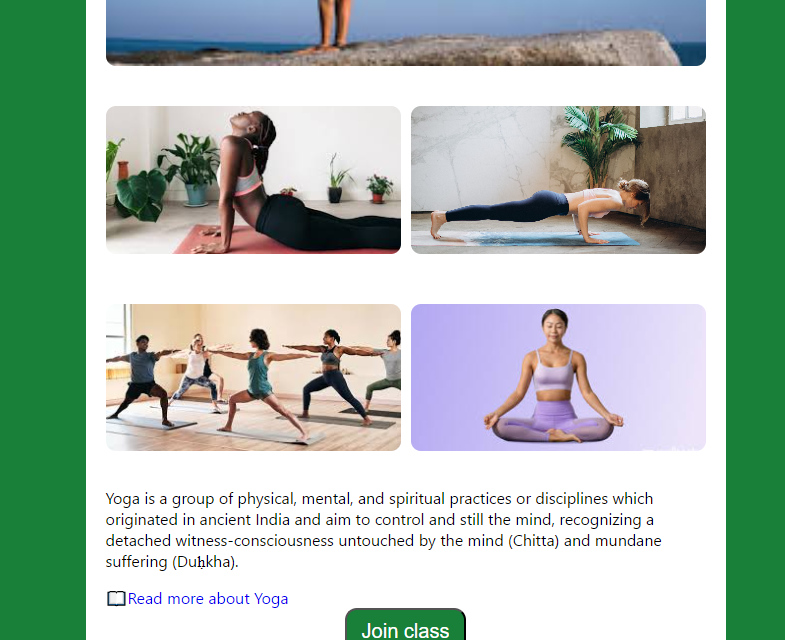 Yoga is a group of physical, mental, and spiritual practices or disciplines which
originated in ancient India and aim to control and still the mind, recognizing a
detached witness-consciousness untouched by the mind (Chitta) and mundane
suffering (Duḥkha).
Read more about Yoga
Join class